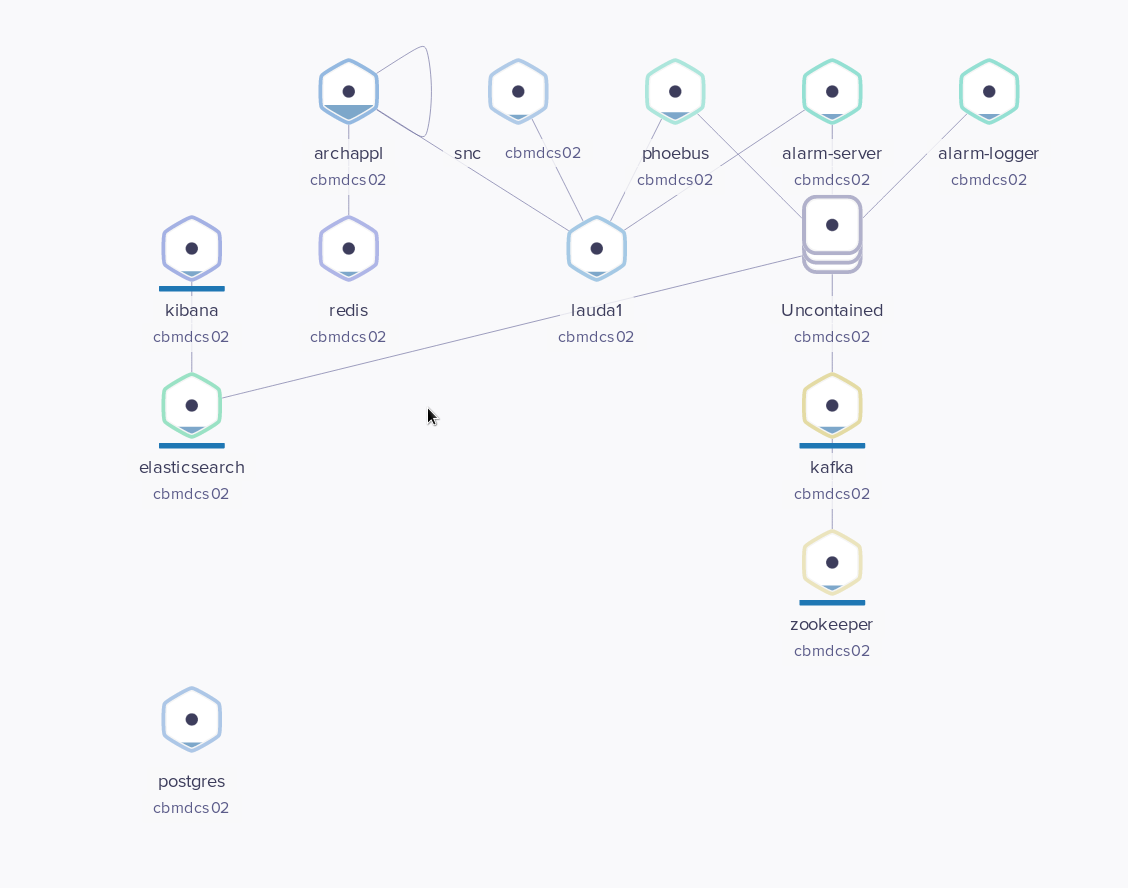 archappl
cbmdcs02
snc
cbmdcs02
phoebus
cbmdcs02
alarm-server
cbmdcs02
alarm-logger
cbmdcs02
kibana
cbmdcs02
redis
cbmdcs02
lauda1
cbmdcs02
Uncontained
cbmdcs02
elasticsearch
cbmdcs02
kafka
cbmdcs02
zookeeper
cbmdcs02
postgres
cbmdcs02